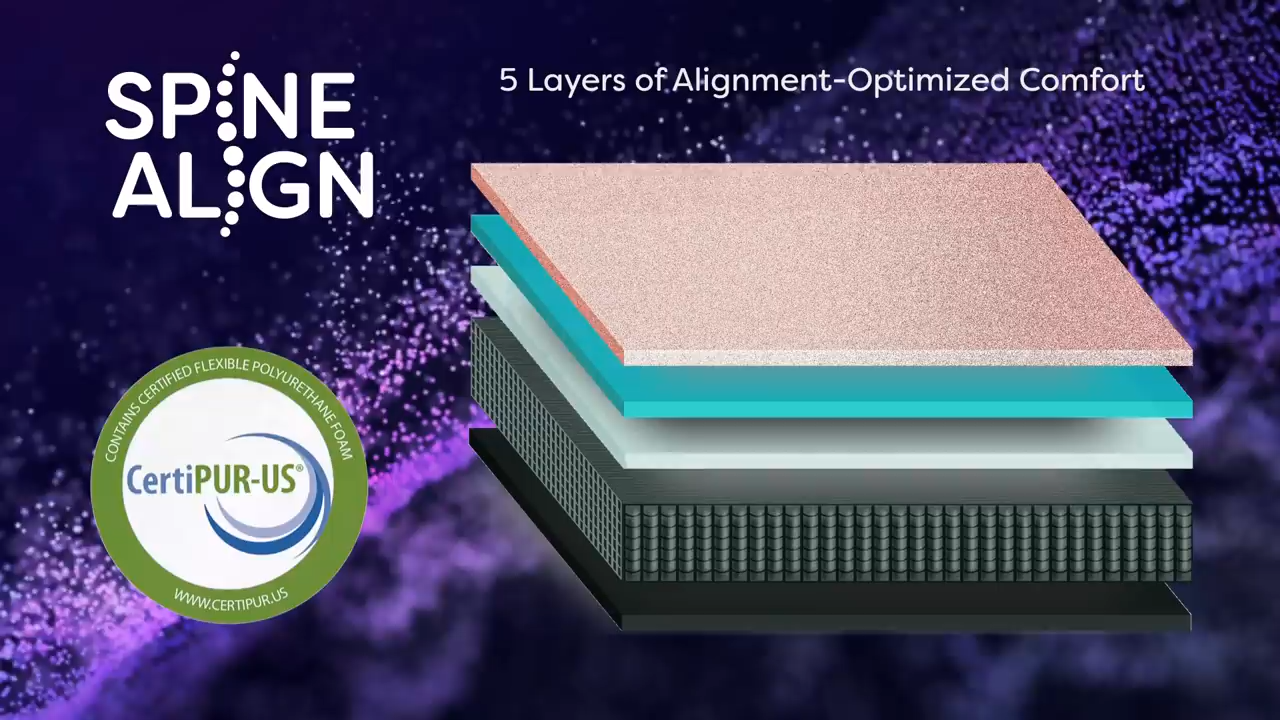 SPINE
ALIGN
5 Layers of Alignment-Optimized Comfort
CONTAINS CERTIFIED FLEXIBLE POLYURETHANE FOAM
CertiPUR-US®
WWW.CERTIPUR.US